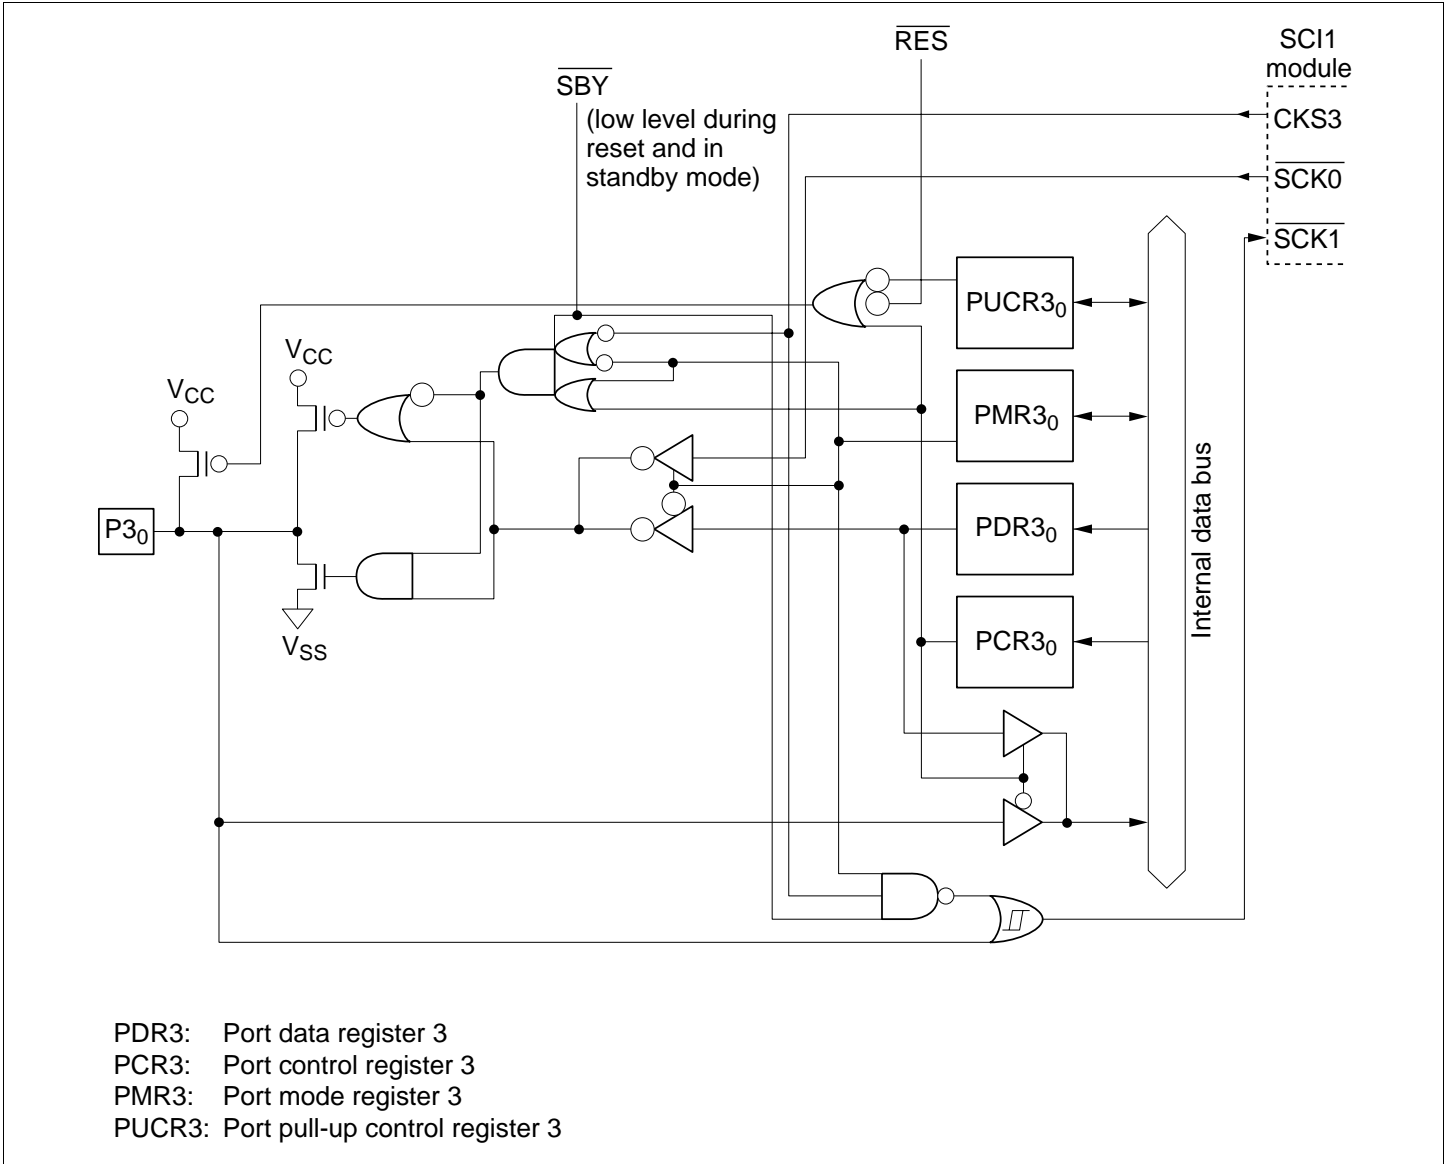 RES
SCI1
module
SBY
(low level during
reset and in
standby mode)
CKS3
SCK0
SCK1
PUCR3₀
VCC
VCC
PMR3₀
Internal data bus
P3₀
PDR3₀
VSS
PCR3₀
PDR3: Port data register 3
PCR3: Port control register 3
PMR3: Port mode register 3
PUCR3: Port pull-up control register 3